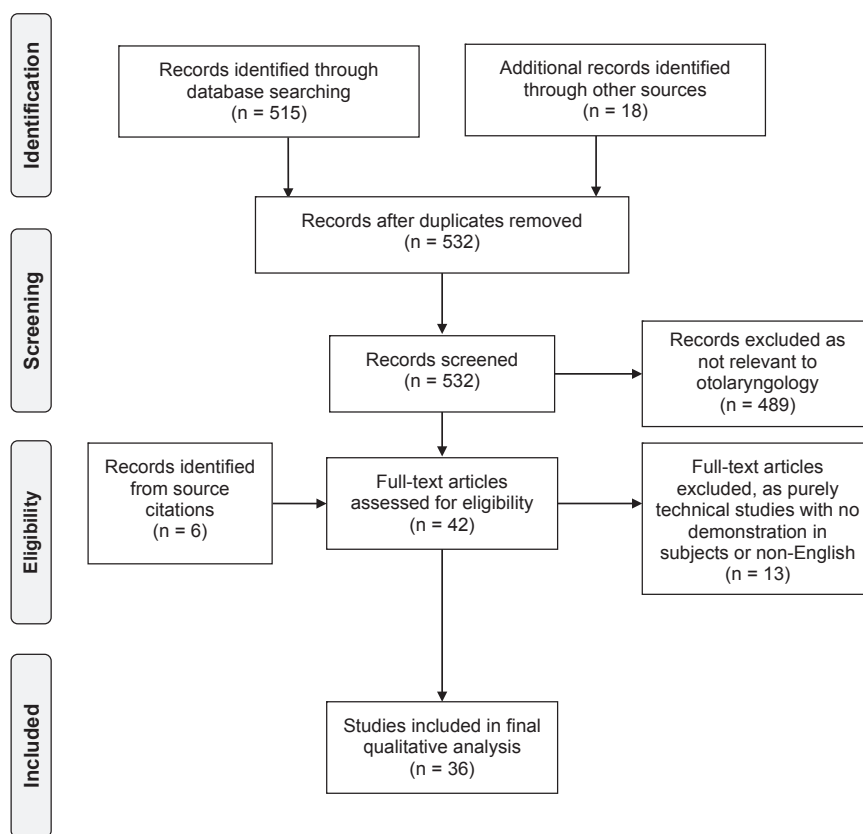 Identification
Records identified through
database searching
(n = 515)
Additional records identified
through other sources
(n = 18)
Records after duplicates removed
(n = 532)
Screening
Records screened
(n = 532)
Records excluded as
not relevant to
otolaryngology
(n = 489)
Eligibility
Records identified
from source
citations
(n = 6)
Full-text articles
assessed for eligibility
(n = 42)
Full-text articles
excluded, as purely
technical studies with no
demonstration in
subjects or non-English
(n = 13)
Included
Studies included in final
qualitative analysis
(n = 36)